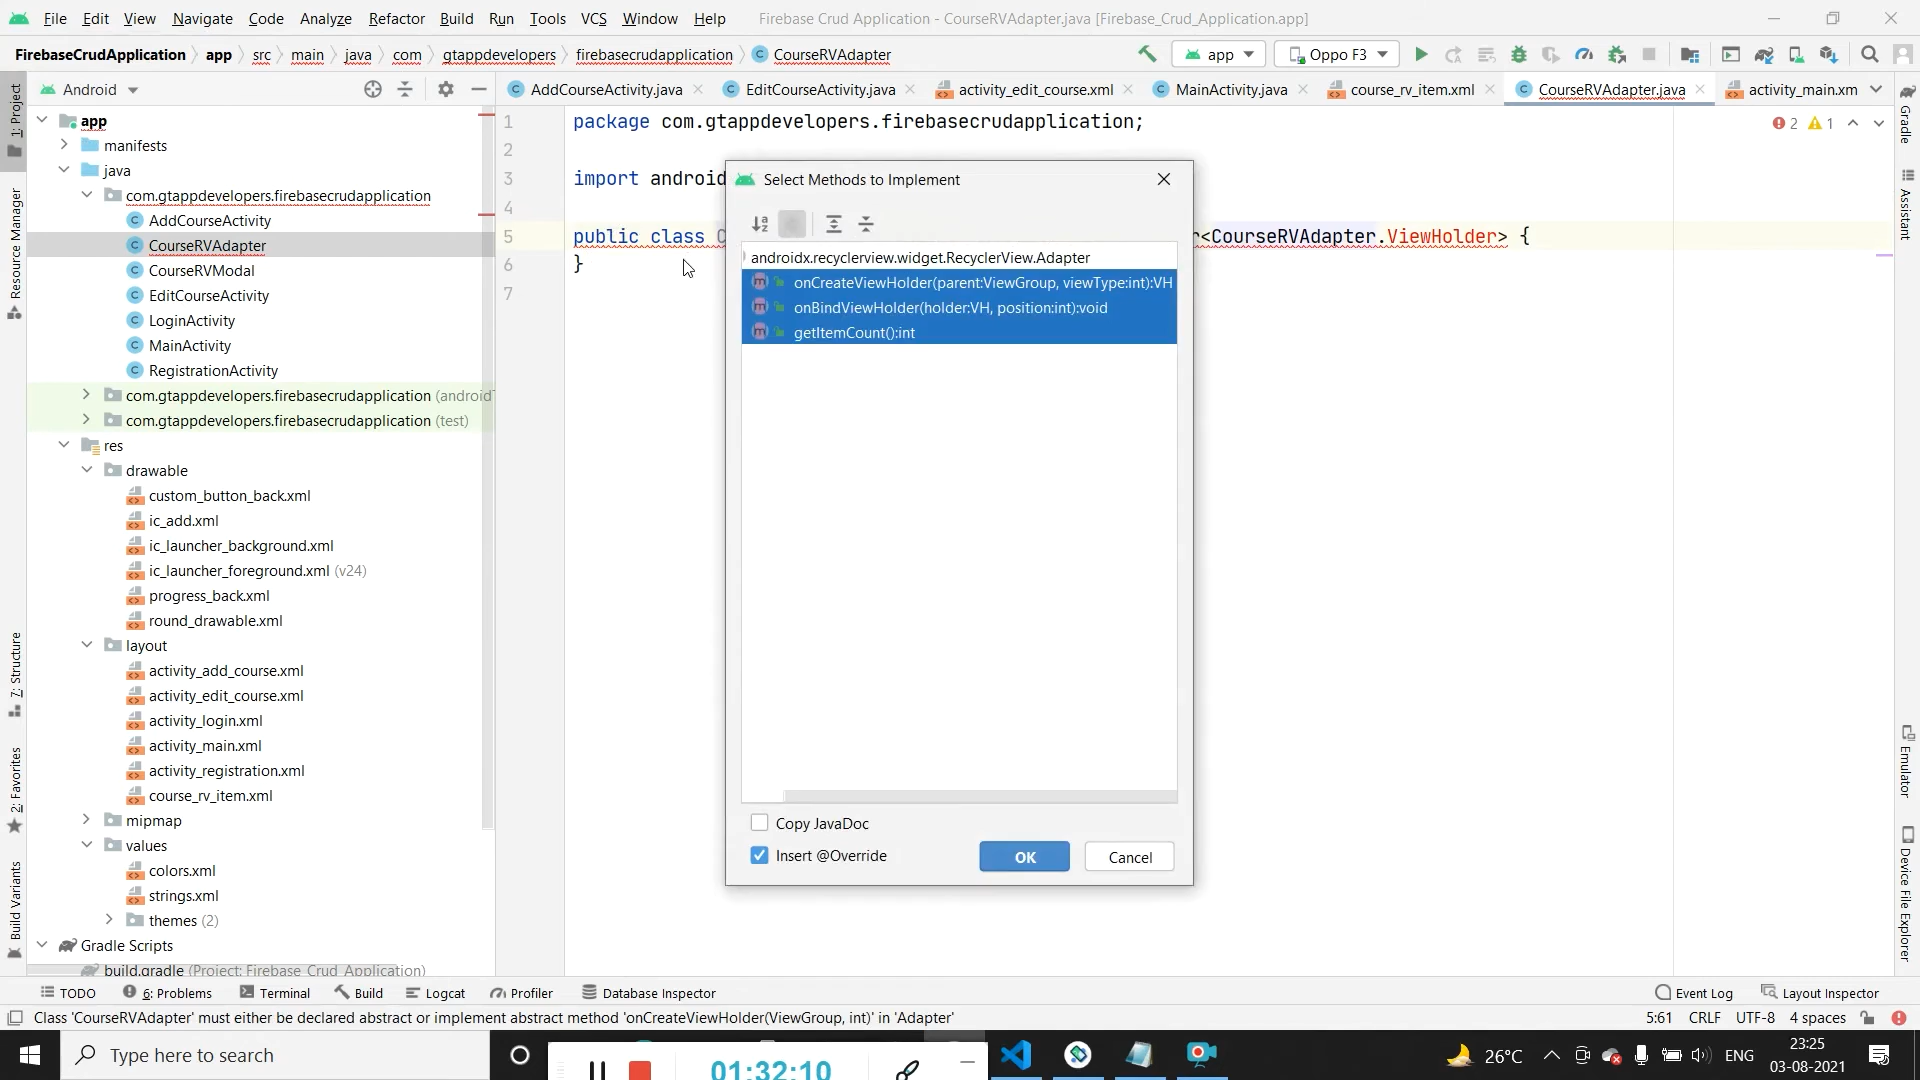 File Edit View Navigate Code Analyze Refactor Build Run Tools VCS Window Help Firebase Crud Application - CourseRVAdapter.java [Firebase_Crud_Application.app]
FirebaseCrudApplication app src main java com gtappdevelopers firebasecrudapplication CourseRVAdapter app Oppo F3
Android
AddCourseActivity.java EditCourseActivity.java activity_edit_course.xml MainActivity.java course_rv_item.xml CourseRVAdapter.java activity_main.xm
1: Project
Resource Manager
7: Structure
2: Favorites
Build Variants
app
manifests
java
com.gtappdevelopers.firebasecrudapplication
AddCourseActivity
CourseRVAdapter
CourseRVModal
EditCourseActivity
LoginActivity
MainActivity
RegistrationActivity
com.gtappdevelopers.firebasecrudapplication (android
com.gtappdevelopers.firebasecrudapplication (test)
res
drawable
custom_button_back.xml
ic_add.xml
ic_launcher_background.xml
ic_launcher_foreground.xml (v24)
progress_back.xml
round_drawable.xml
layout
activity_add_course.xml
activity_edit_course.xml
activity_login.xml
activity_main.xml
activity_registration.xml
course_rv_item.xml
mipmap
values
colors.xml
strings.xml
themes (2)
Gradle Scripts
build.gradle (Project: Firebase_Crud_Application)
1 package com.gtappdevelopers.firebasecrudapplication;
2
3 import android
4
5 public class C r<CourseRVAdapter.ViewHolder> {
6 }
7
2 1
Select Methods to Implement
androidx.recyclerview.widget.RecyclerView.Adapter
onCreateViewHolder(parent:ViewGroup, viewType:int):VH
onBindViewHolder(holder:VH, position:int):void
getItemCount():int
Copy JavaDoc
Insert @Override
OK
Cancel
Gradle
Assistant
Emulator
Device File Explorer
TODO 6: Problems Terminal Build Logcat Profiler Database Inspector Event Log Layout Inspector
Class 'CourseRVAdapter' must either be declared abstract or implement abstract method 'onCreateViewHolder(ViewGroup, int)' in 'Adapter' 5:61 CRLF UTF-8 4 spaces
Type here to search
01:32:10
26°C
ENG
23:25
03-08-2021